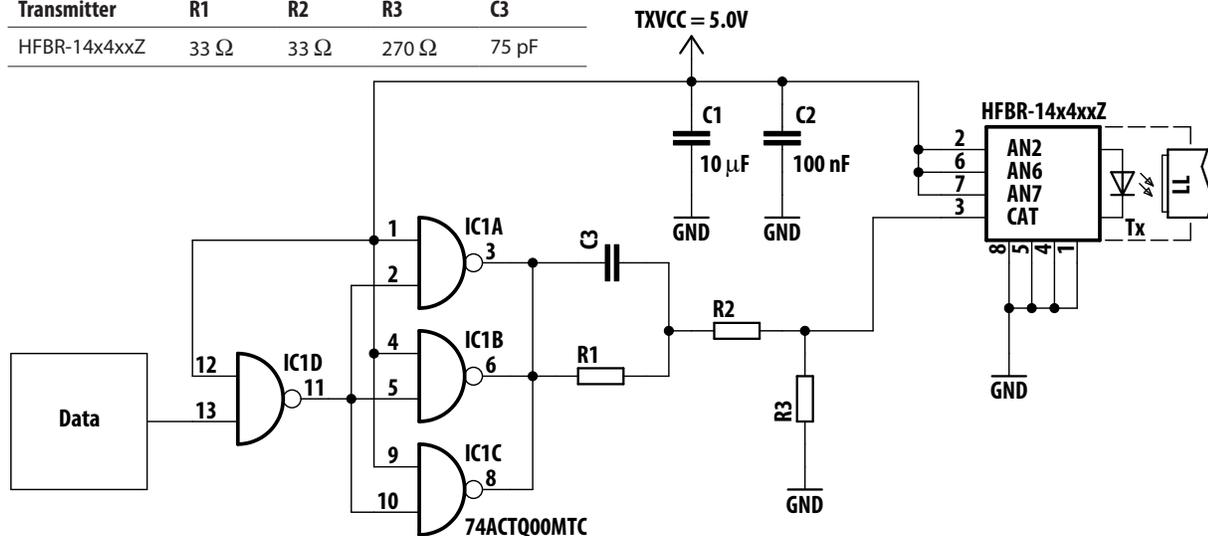 Transmitter R1 R2 R3 C3
HFBR-14x4xxZ 33 Ω 33 Ω 270 Ω 75 pF
TXVCC = 5.0V
C1
10 µF
GND
C2
100 nF
GND
HFBR-14x4xxZ
2 AN2
6 AN6
7 AN7
3 CAT
Tx
LL
8 5 4 1
GND
1
2
IC1A
3
C3
4
5
IC1B
6
R1
R2
R3
GND
12
13
IC1D
11
Data
9
10
IC1C
8
74ACTQ00MTC